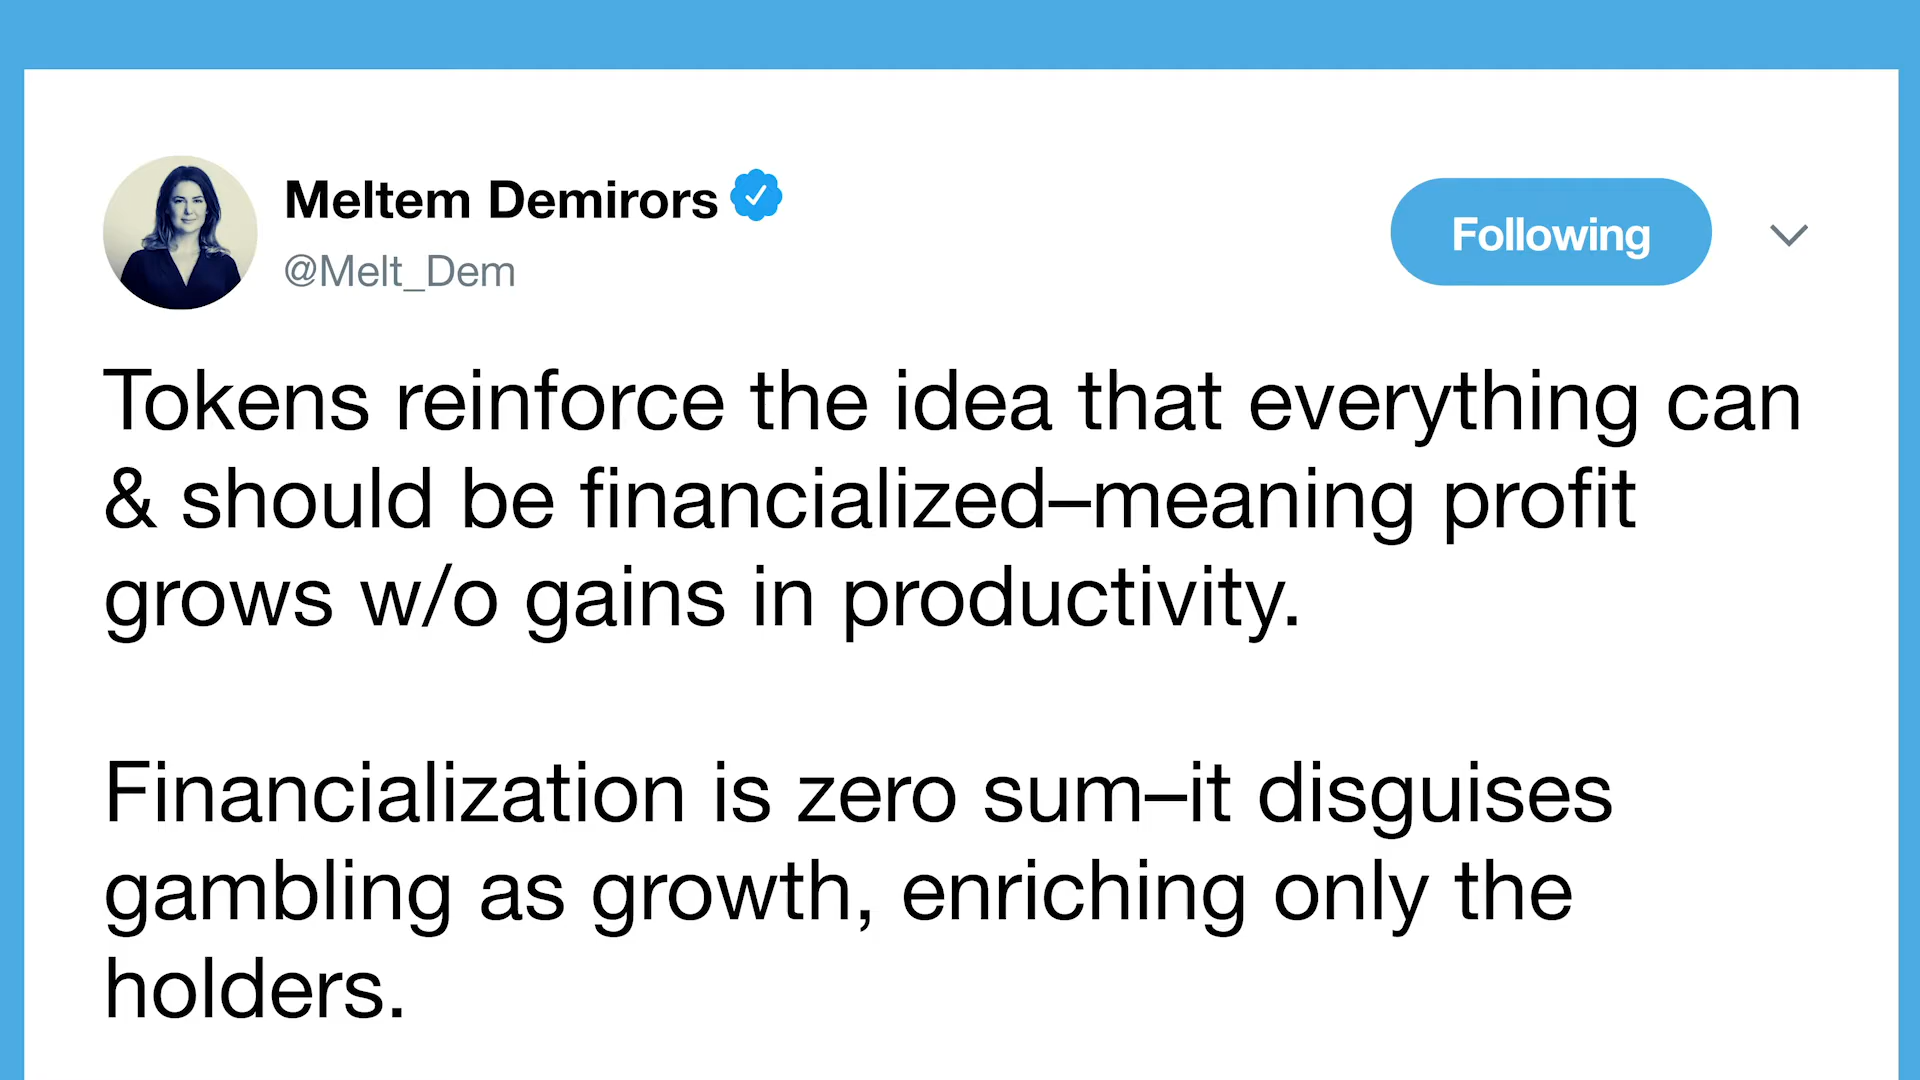 Meltem Demirors
@Melt_Dem
Following
Tokens reinforce the idea that everything can
& should be financialized–meaning profit
grows w/o gains in productivity.
Financialization is zero sum–it disguises
gambling as growth, enriching only the
holders.